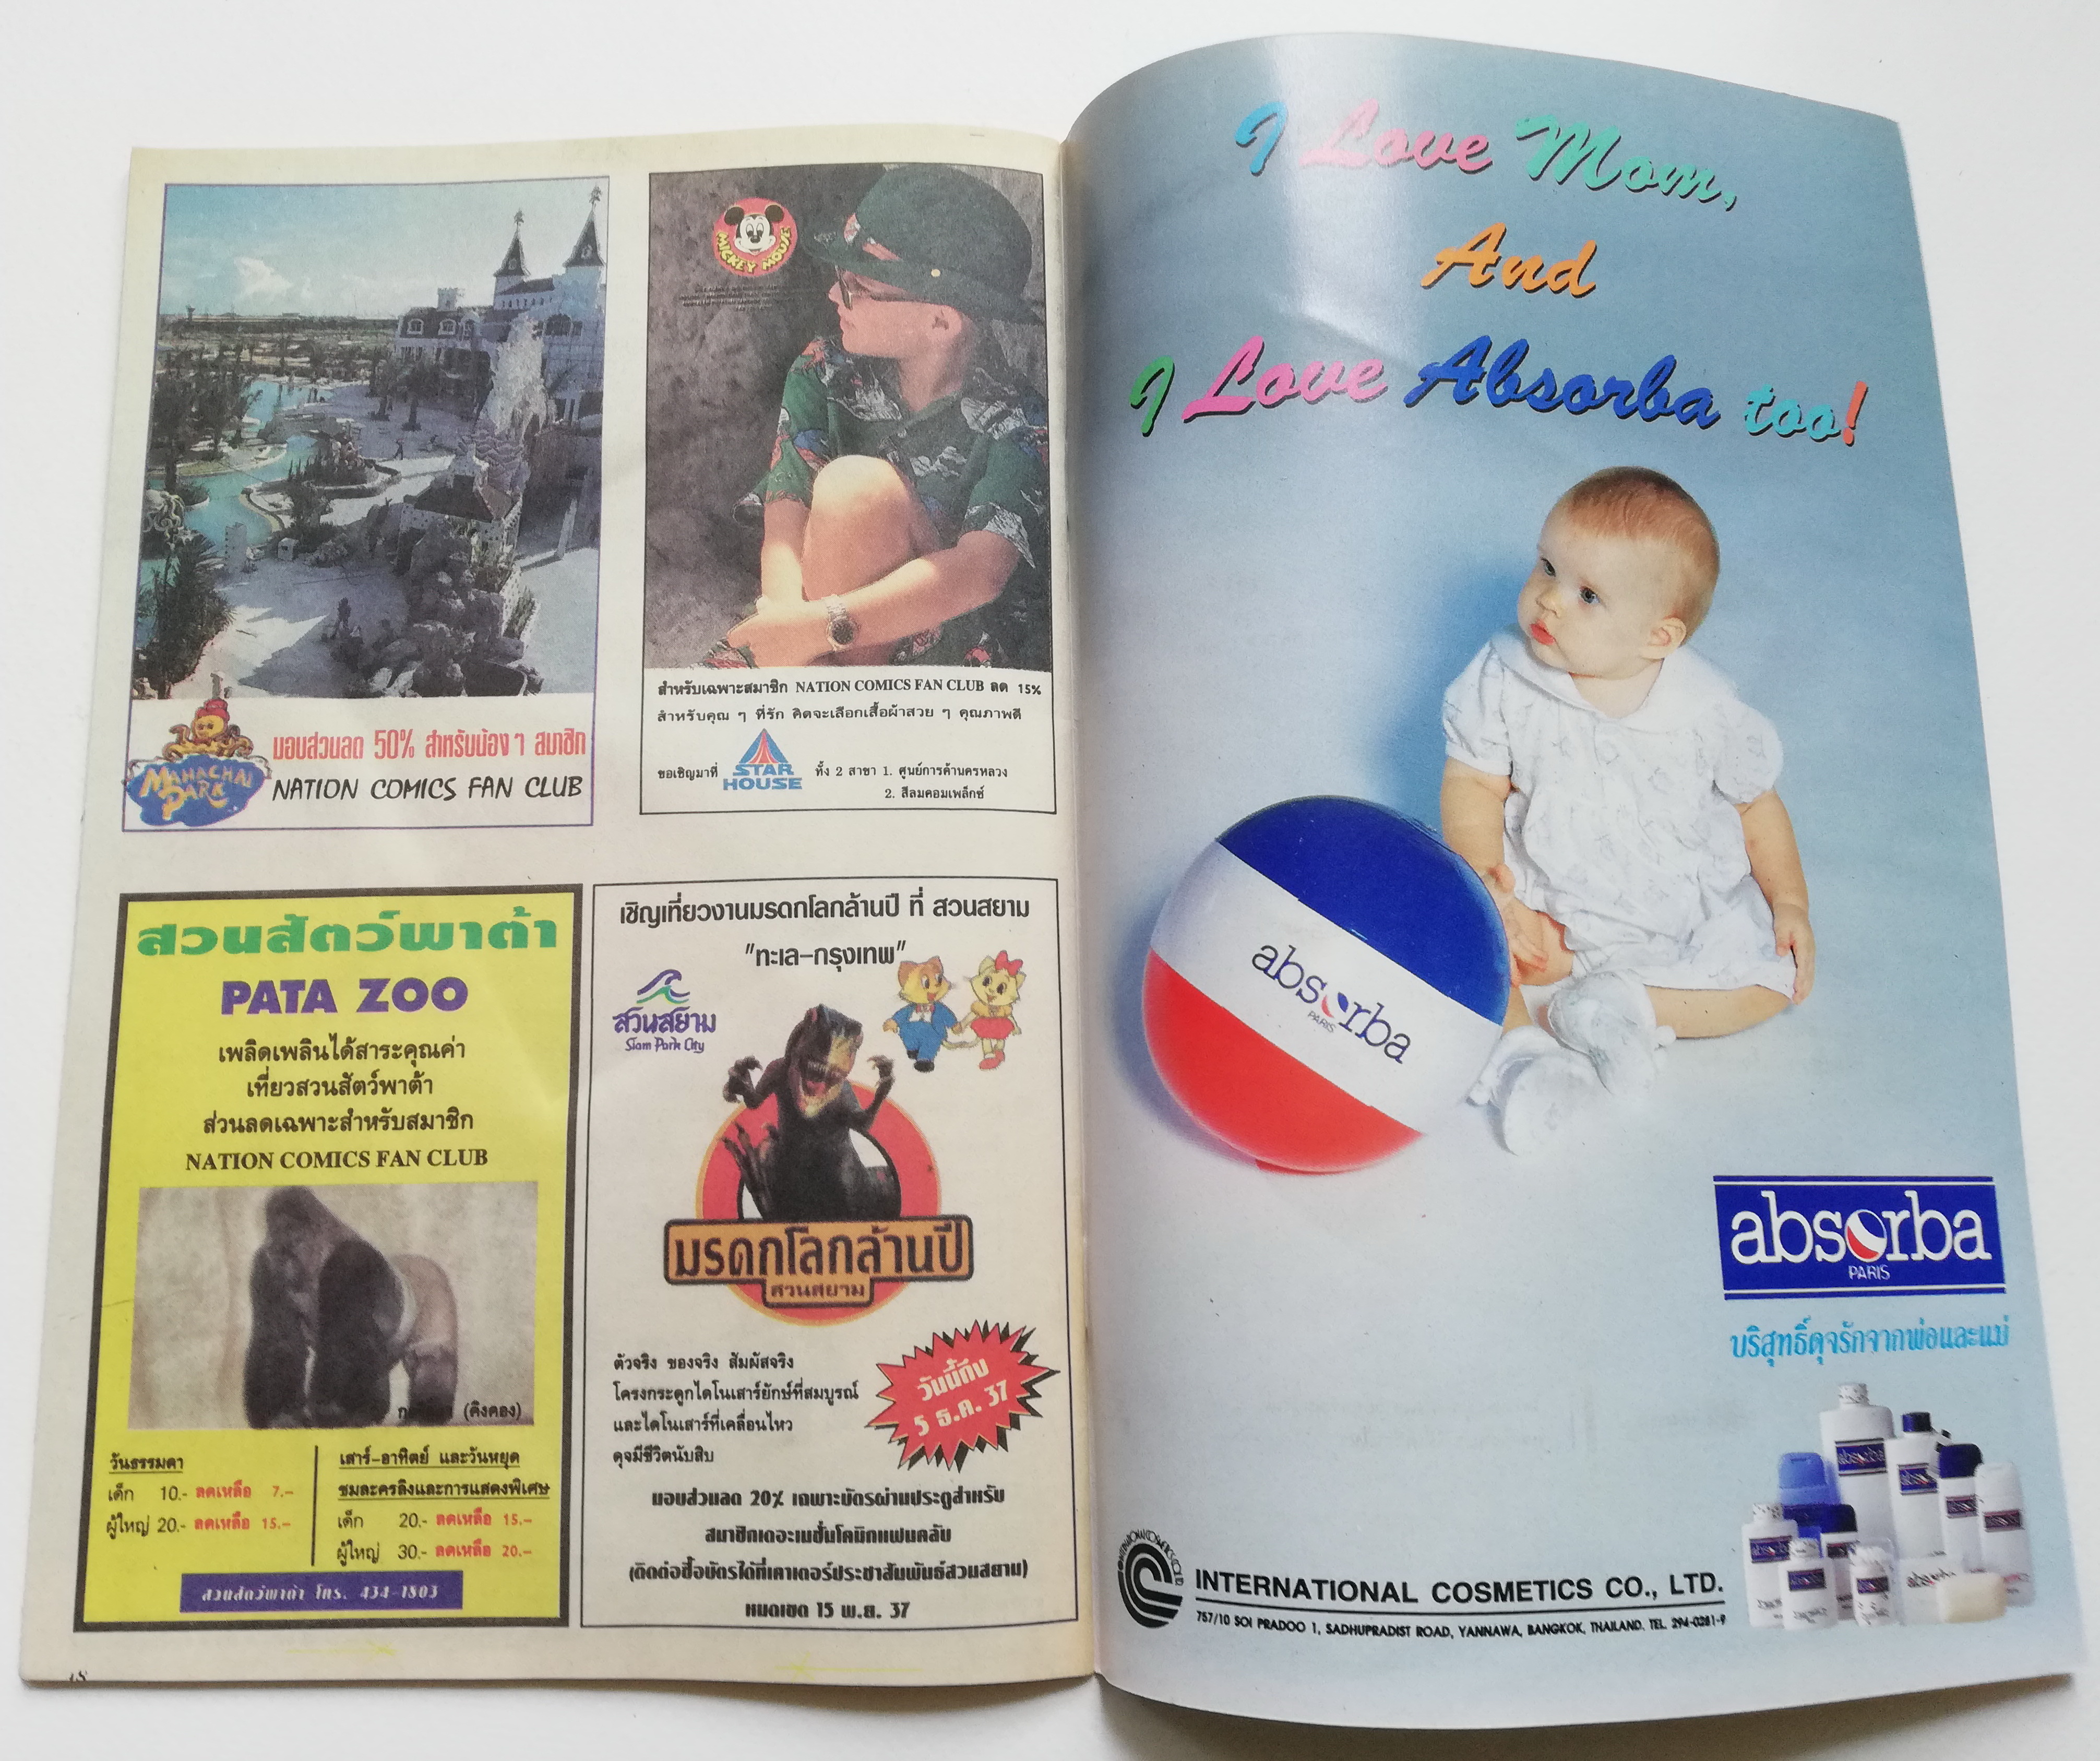 MAHACHAI
PARK
มอบส่วนลด 50% สำหรับน้อง ๆ สมาชิก
NATION COMICS FAN CLUB
MICKEY MOUSE
สำหรับเฉพาะสมาชิก NATION COMICS FAN CLUB ลด 15%
สำหรับคุณ ๆ ที่รัก คิดจะเลือกเสื้อผ้าสวย ๆ คุณภาพดี
ขอเชิญมาที่ STAR HOUSE ทั้ง 2 สาขา 1. ศูนย์การค้านครหลวง
2. สีลมคอมเพล็กซ์
สวนสัตว์พาต้า
PATA ZOO
เพลิดเพลินได้สาระคุณค่า
เที่ยวสวนสัตว์พาต้า
ส่วนลดเฉพาะสำหรับสมาชิก
NATION COMICS FAN CLUB
(คิงคอง)
วันธรรมดา
เด็ก 10.- ลดเหลือ 7.-
ผู้ใหญ่ 20.- ลดเหลือ 15.-
เสาร์-อาทิตย์ และวันหยุด
ชมละครลิงและการแสดงพิเศษ
เด็ก 20.- ลดเหลือ 15.-
ผู้ใหญ่ 30.- ลดเหลือ 20.-
สวนสัตว์พาต้า โทร. 434-1803
เชิญเที่ยวงานมรดกโลกล้านปี ที่ สวนสยาม
"ทะเล-กรุงเทพ"
สวนสยาม
Siam Park City
มรดกโลกล้านปี
สวนสยาม
ตัวจริง ของจริง สัมผัสจริง
โครงกระดูกไดโนเสาร์ยักษ์ที่สมบูรณ์
และไดโนเสาร์ที่เคลื่อนไหว
ดุจมีชีวิตนับสิบ
วันนี้ถึง
5 ธ.ค. 37
มอบส่วนลด 20% เฉพาะบัตรผ่านประตูสำหรับ
สมาชิกเดอะเนชั่นโคมิกแฟนคลับ
(ติดต่อซื้อบัตรได้ที่เคาเตอร์ประชาสัมพันธ์สวนสยาม)
หมดเขต 15 พ.ย. 37
18
I Love Mom,
And
I Love Absorba too!
absorba
PARIS
absorba
PARIS
บริสุทธิ์ดุจรักจากพ่อและแม่
absorba
absorba
INTERNATIONAL COSMETICS CO., LTD.
757/10 SOI PRADOO 1, SADHUPRADIST ROAD, YANNAWA, BANGKOK, THAILAND. TEL. 294-0281-9